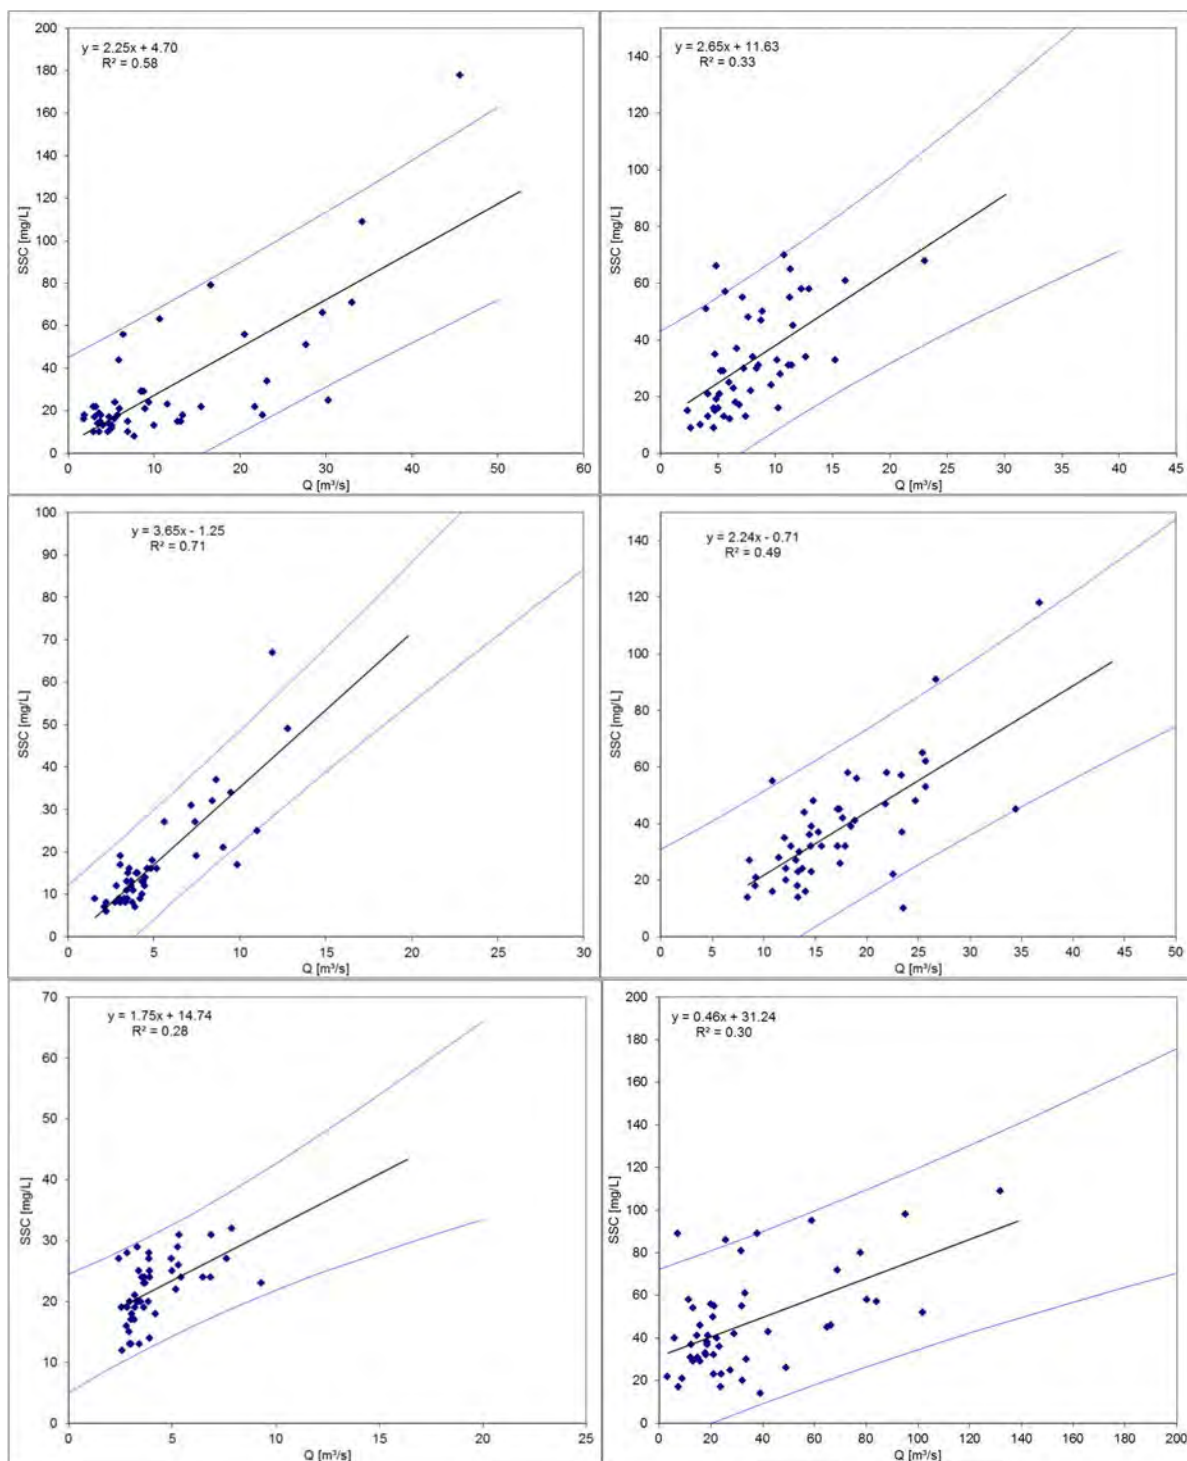 y = 2.25x + 4.70
R² = 0.58
200
180
160
140
120
100
80
60
40
20
0
SSC [mg/L]
0 10 20 30 40 50 60
Q [m³/s]
y = 2.65x + 11.63
R² = 0.33
140
120
100
80
60
40
20
0
SSC [mg/L]
0 5 10 15 20 25 30 35 40 45
Q [m³/s]
y = 3.65x - 1.25
R² = 0.71
100
90
80
70
60
50
40
30
20
10
0
SSC [mg/L]
0 5 10 15 20 25 30
Q [m³/s]
y = 2.24x - 0.71
R² = 0.49
140
120
100
80
60
40
20
0
SSC [mg/L]
0 5 10 15 20 25 30 35 40 45 50
Q [m³/s]
y = 1.75x + 14.74
R² = 0.28
70
60
50
40
30
20
10
0
SSC [mg/L]
0 5 10 15 20 25
Q [m³/s]
y = 0.46x + 31.24
R² = 0.30
200
180
160
140
120
100
80
60
40
20
0
SSC [mg/L]
0 20 40 60 80 100 120 140 160 180 200
Q [m³/s]